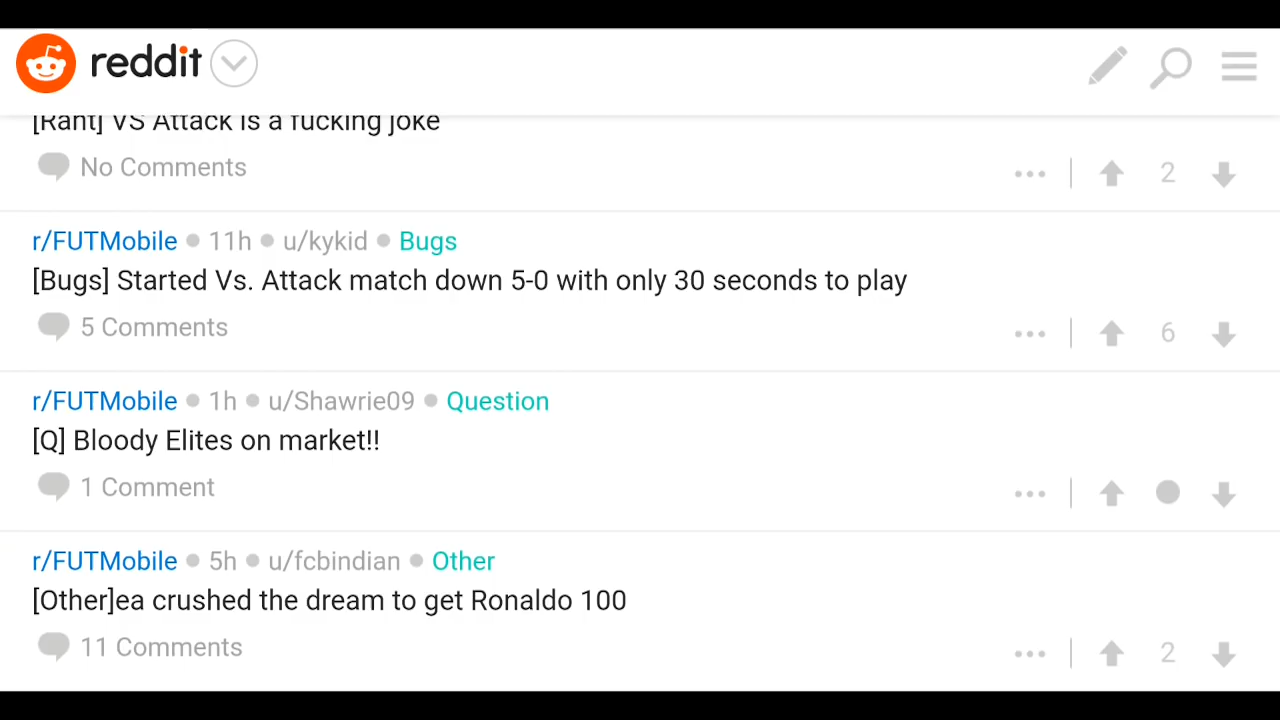 reddit
[Rant] VS Attack is a fucking joke
No Comments
2
r/FUTMobile • 11h • u/kykid • Bugs
[Bugs] Started Vs. Attack match down 5-0 with only 30 seconds to play
5 Comments
6
r/FUTMobile • 1h • u/Shawrie09 • Question
[Q] Bloody Elites on market!!
1 Comment
r/FUTMobile • 5h • u/fcbindian • Other
[Other]ea crushed the dream to get Ronaldo 100
11 Comments
2